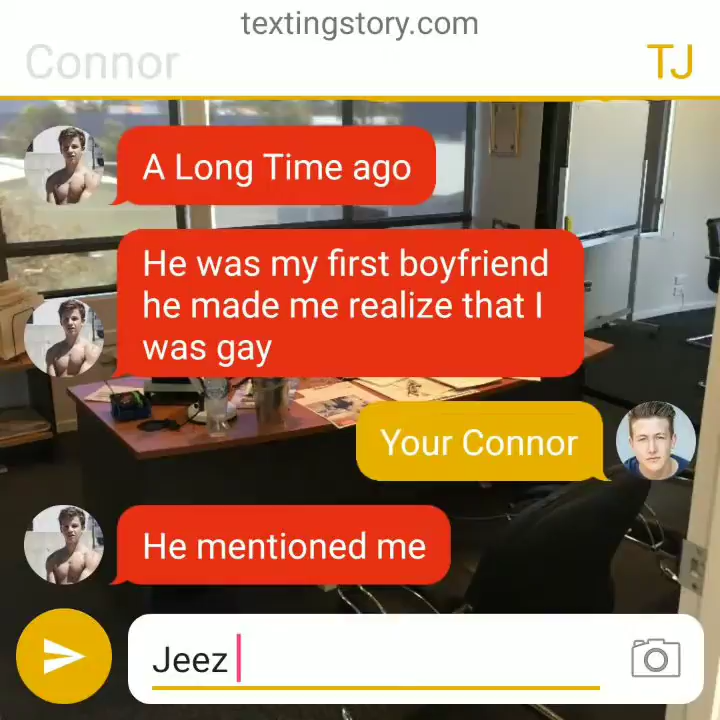 textingstory.com
Connor
TJ
A Long Time ago
He was my first boyfriend
he made me realize that I
was gay
Your Connor
He mentioned me
Jeez